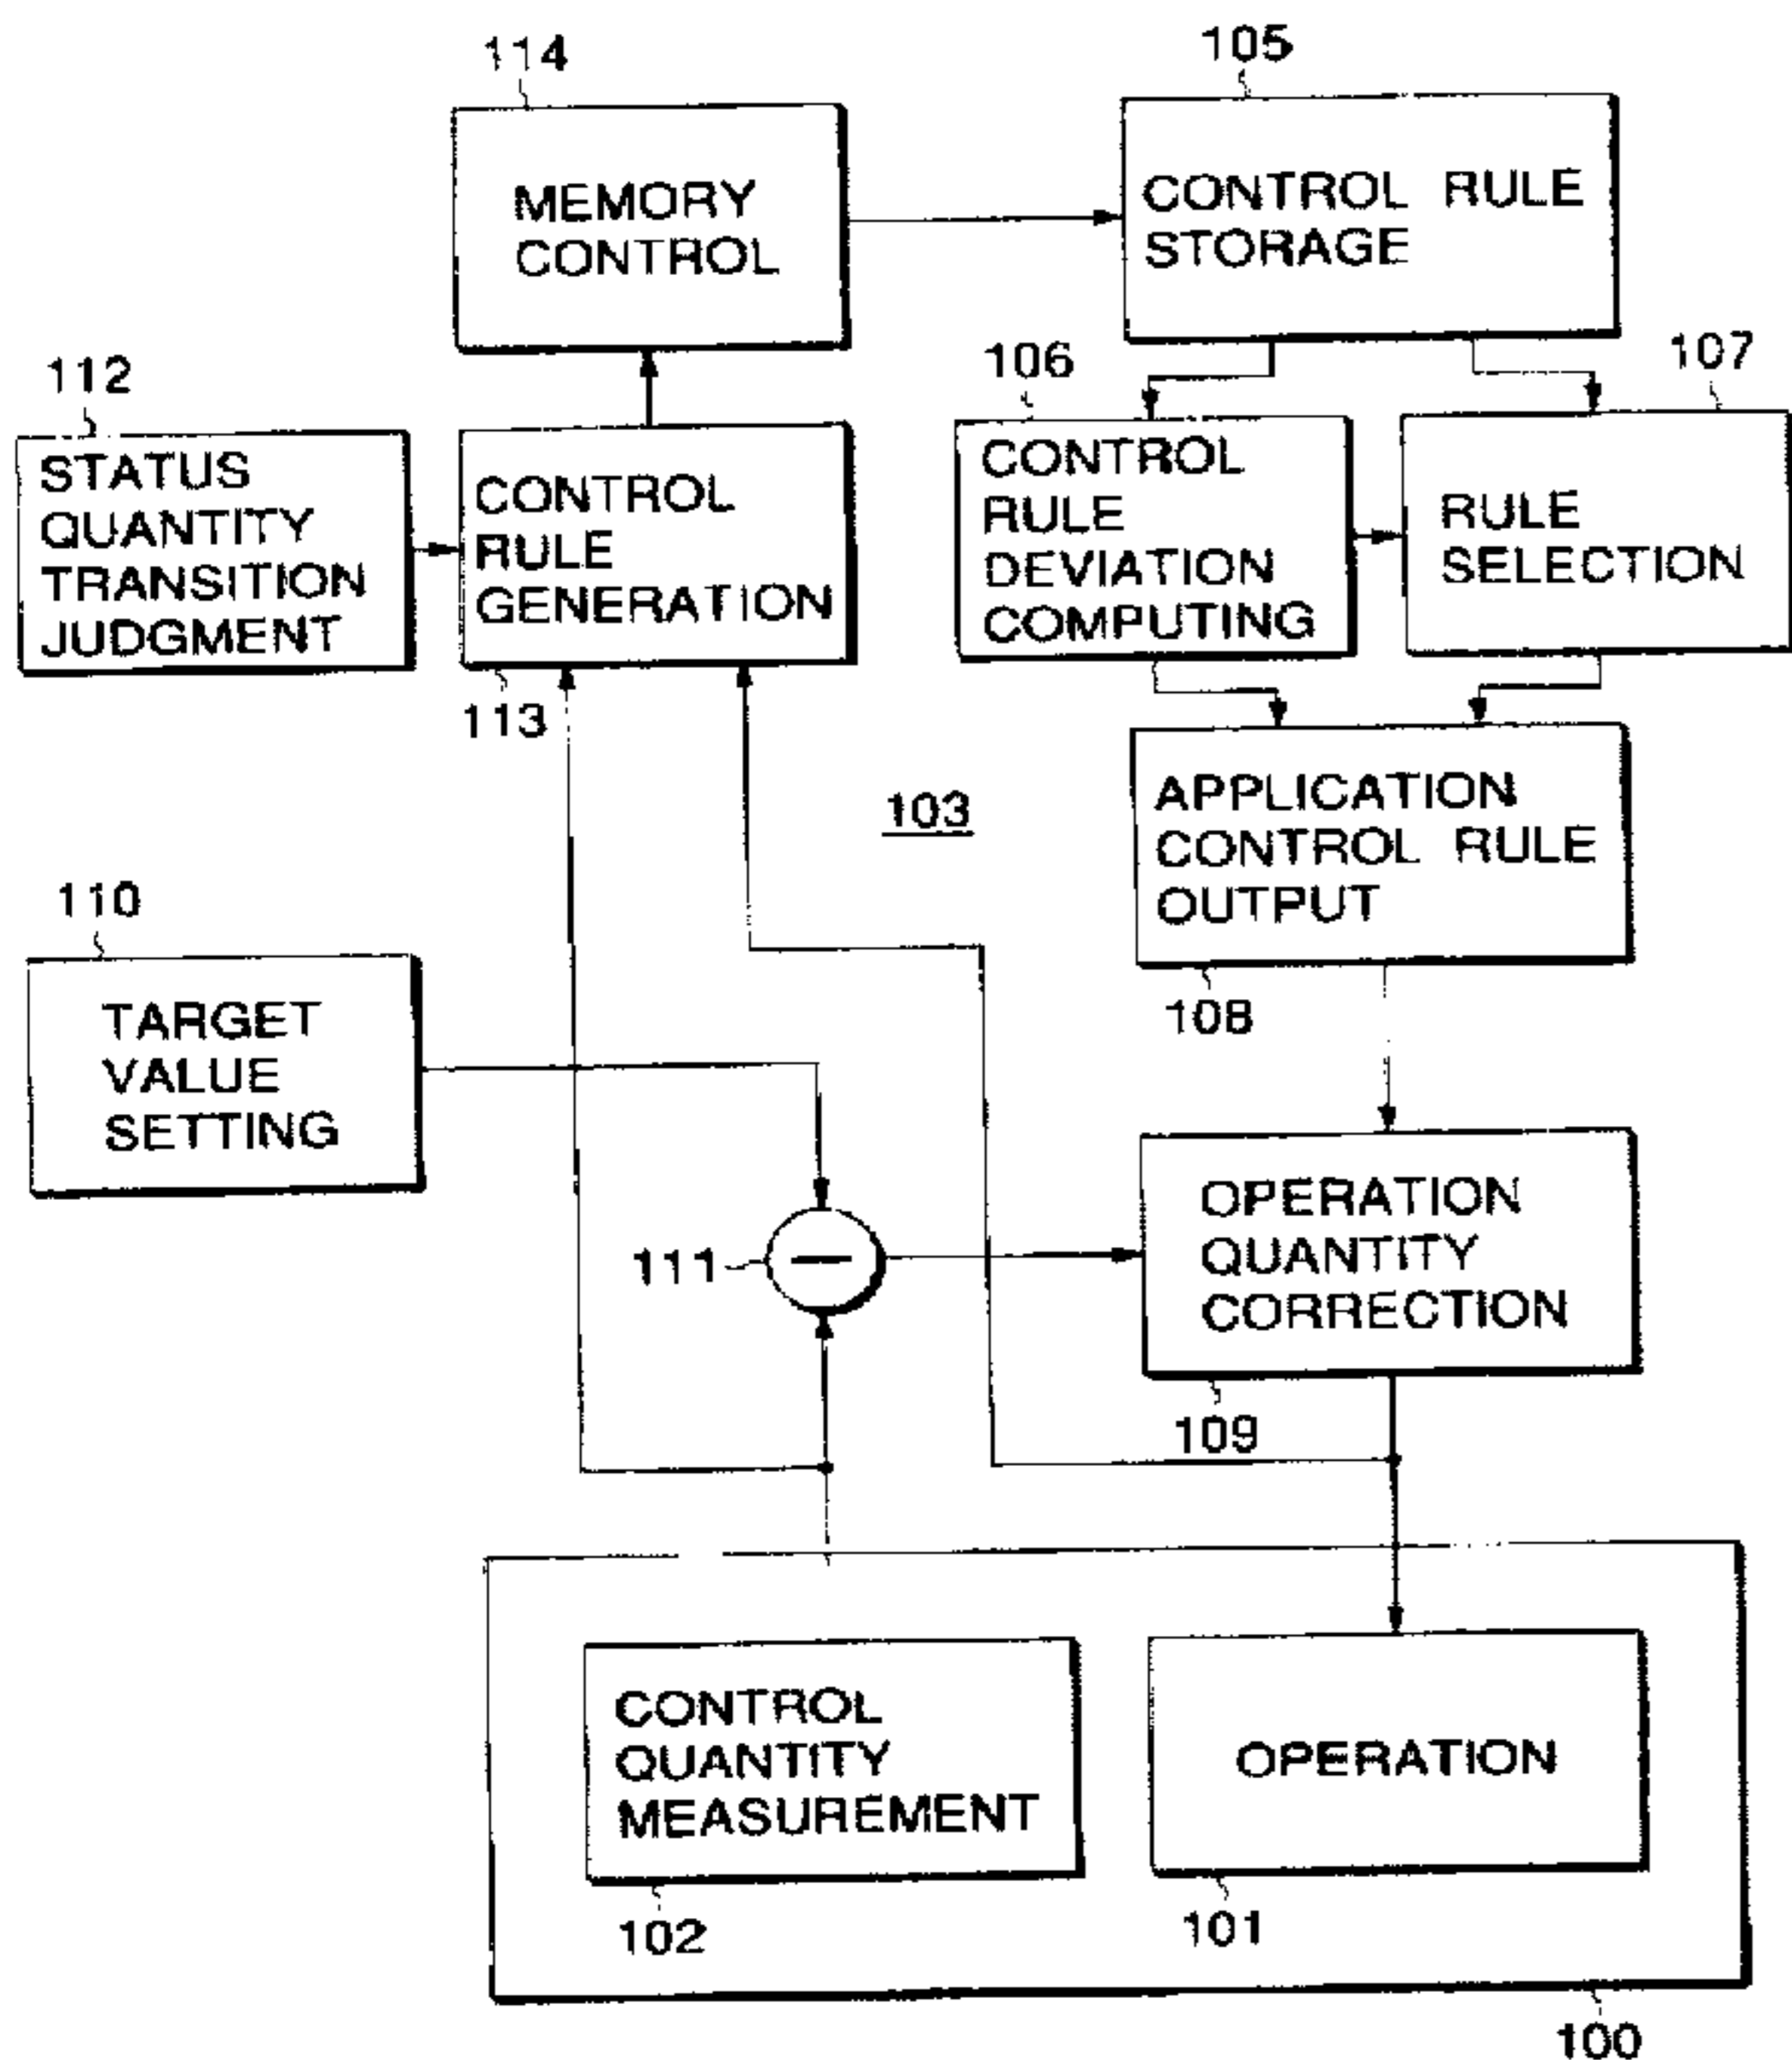 114
MEMORY
CONTROL
105
CONTROL RULE
STORAGE
112
STATUS
QUANTITY
TRANSITION
JUDGMENT
CONTROL
RULE
GENERATION
113
106
CONTROL
RULE
DEVIATION
COMPUTING
107
RULE
SELECTION
103
APPLICATION
CONTROL RULE
OUTPUT
108
110
TARGET
VALUE
SETTING
111
OPERATION
QUANTITY
CORRECTION
109
CONTROL
QUANTITY
MEASUREMENT
102
OPERATION
101
100